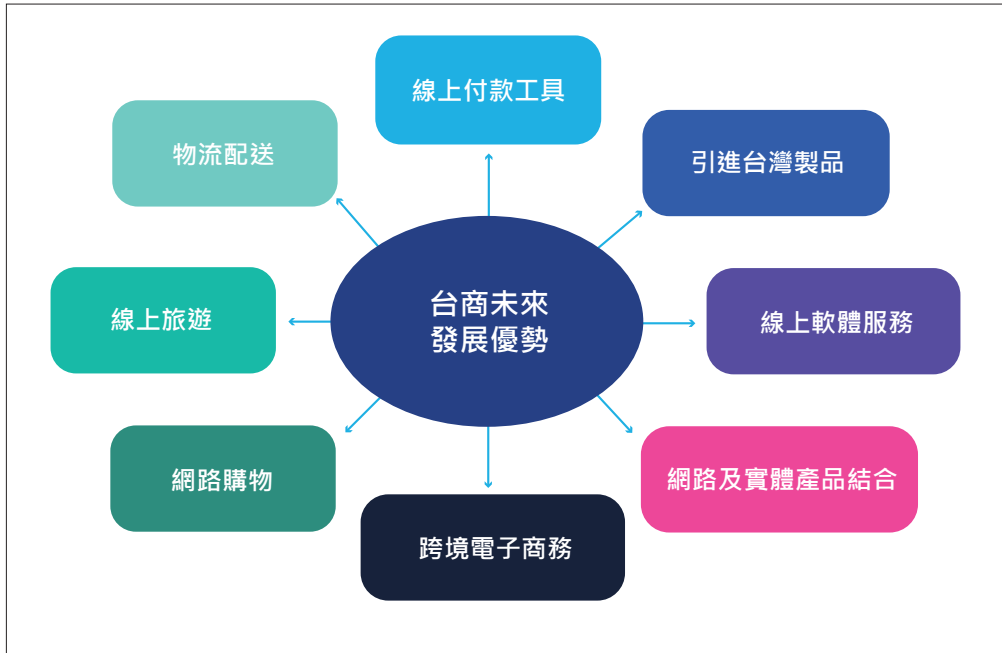 線上付款工具
物流配送
引進台灣製品
台商未來
發展優勢
線上旅遊
線上軟體服務
網路購物
網路及實體產品結合
跨境電子商務